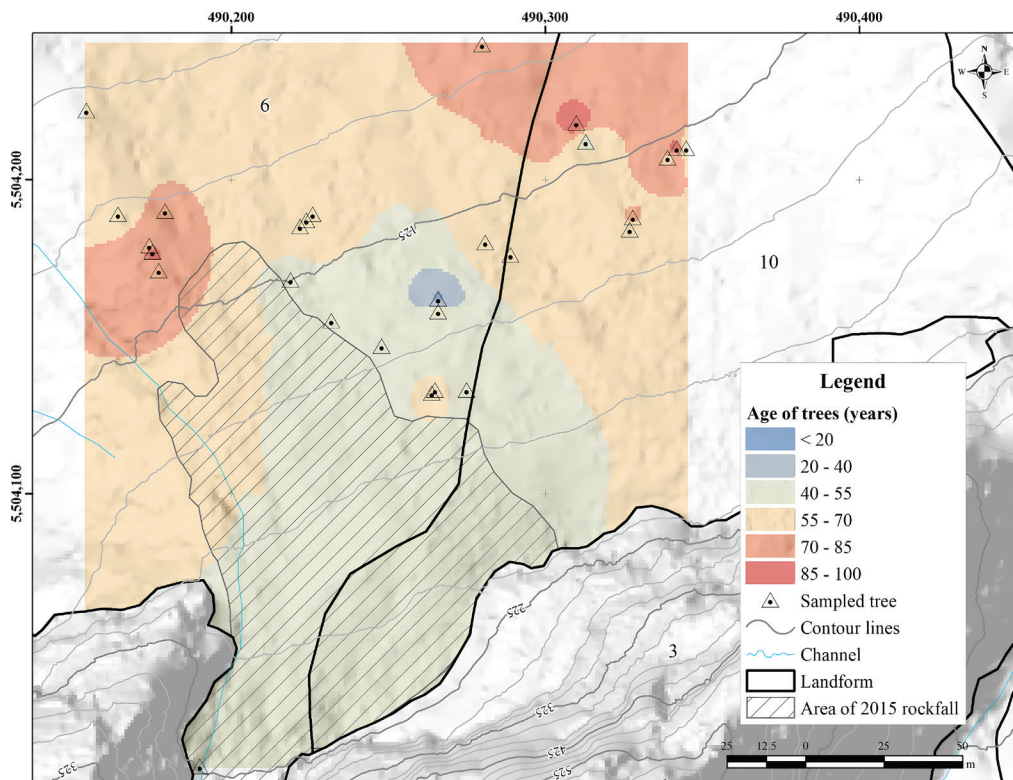 490,200
490,300
490,400
N
W E
S
6
5,504,200
125
10
5,504,100
225
3
325
425
525
325
Legend
Age of trees (years)
< 20
20 - 40
40 - 55
55 - 70
70 - 85
85 - 100
Sampled tree
Contour lines
Channel
Landform
Area of 2015 rockfall
25 12.5 0 25 50
m